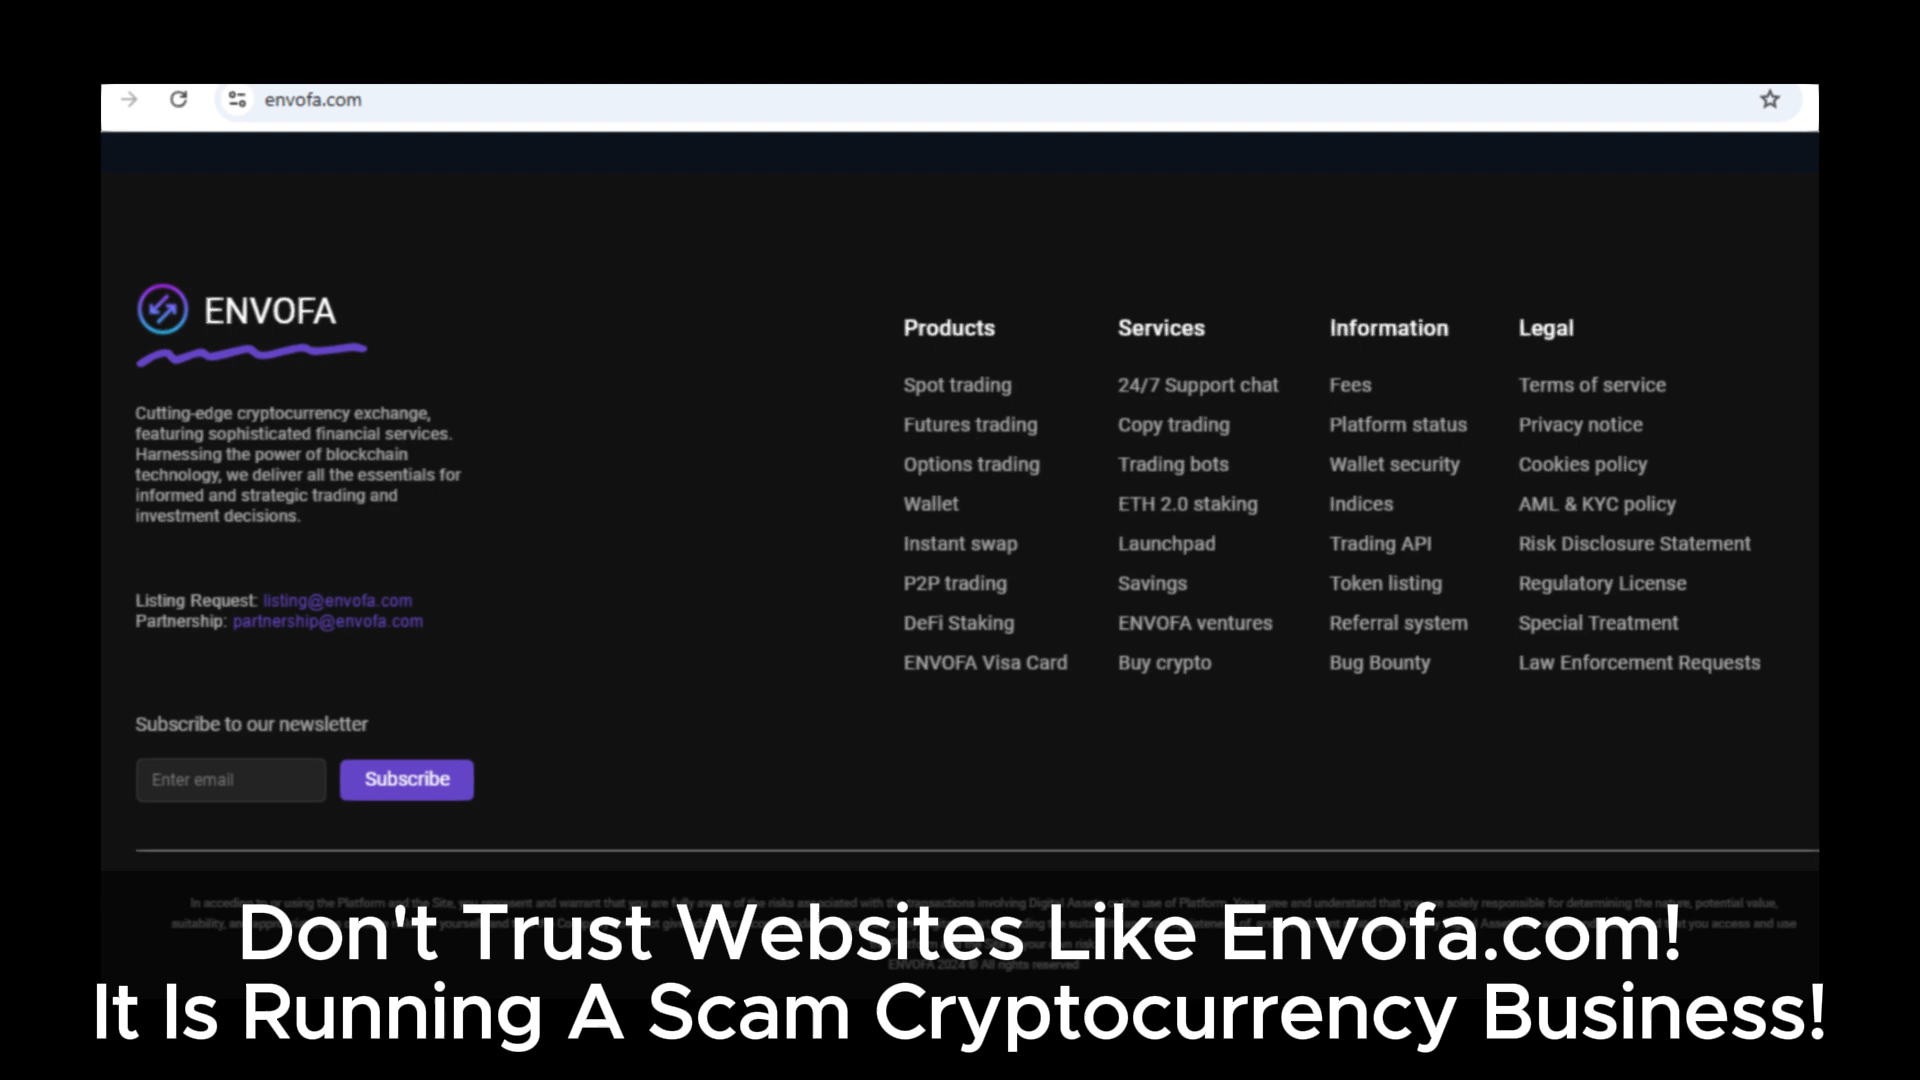 envofa.com
ENVOFA
Cutting-edge cryptocurrency exchange,
featuring sophisticated financial services.
Harnessing the power of blockchain
technology, we deliver all the essentials for
informed and strategic trading and
investment decisions.
Listing Request: listing@envofa.com
Partnership: partnership@envofa.com
Subscribe to our newsletter
Enter email
Subscribe
Products
Spot trading
Futures trading
Options trading
Wallet
Instant swap
P2P trading
DeFi Staking
ENVOFA Visa Card
Services
24/7 Support chat
Copy trading
Trading bots
ETH 2.0 staking
Launchpad
Savings
ENVOFA ventures
Buy crypto
Information
Fees
Platform status
Wallet security
Indices
Trading API
Token listing
Referral system
Bug Bounty
Legal
Terms of service
Privacy notice
Cookies policy
AML & KYC policy
Risk Disclosure Statement
Regulatory License
Special Treatment
Law Enforcement Requests
ENVOFA 2024 © All rights reserved
Don't Trust Websites Like Envofa.com!
It Is Running A Scam Cryptocurrency Business!